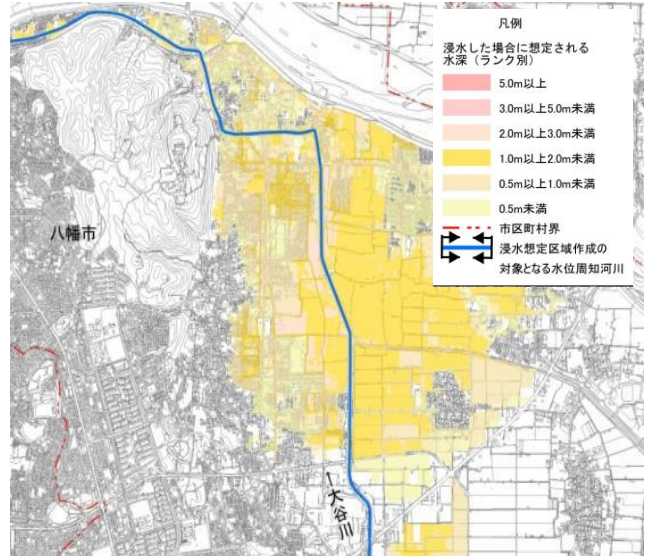 凡例
浸水した場合に想定される
水深（ランク別）
5.0m以上
3.0m以上5.0m未満
2.0m以上3.0m未満
1.0m以上2.0m未満
0.5m以上1.0m未満
0.5m未満
市区町村界
浸水想定区域作成の
対象となる水位周知河川
八幡市
←大谷川